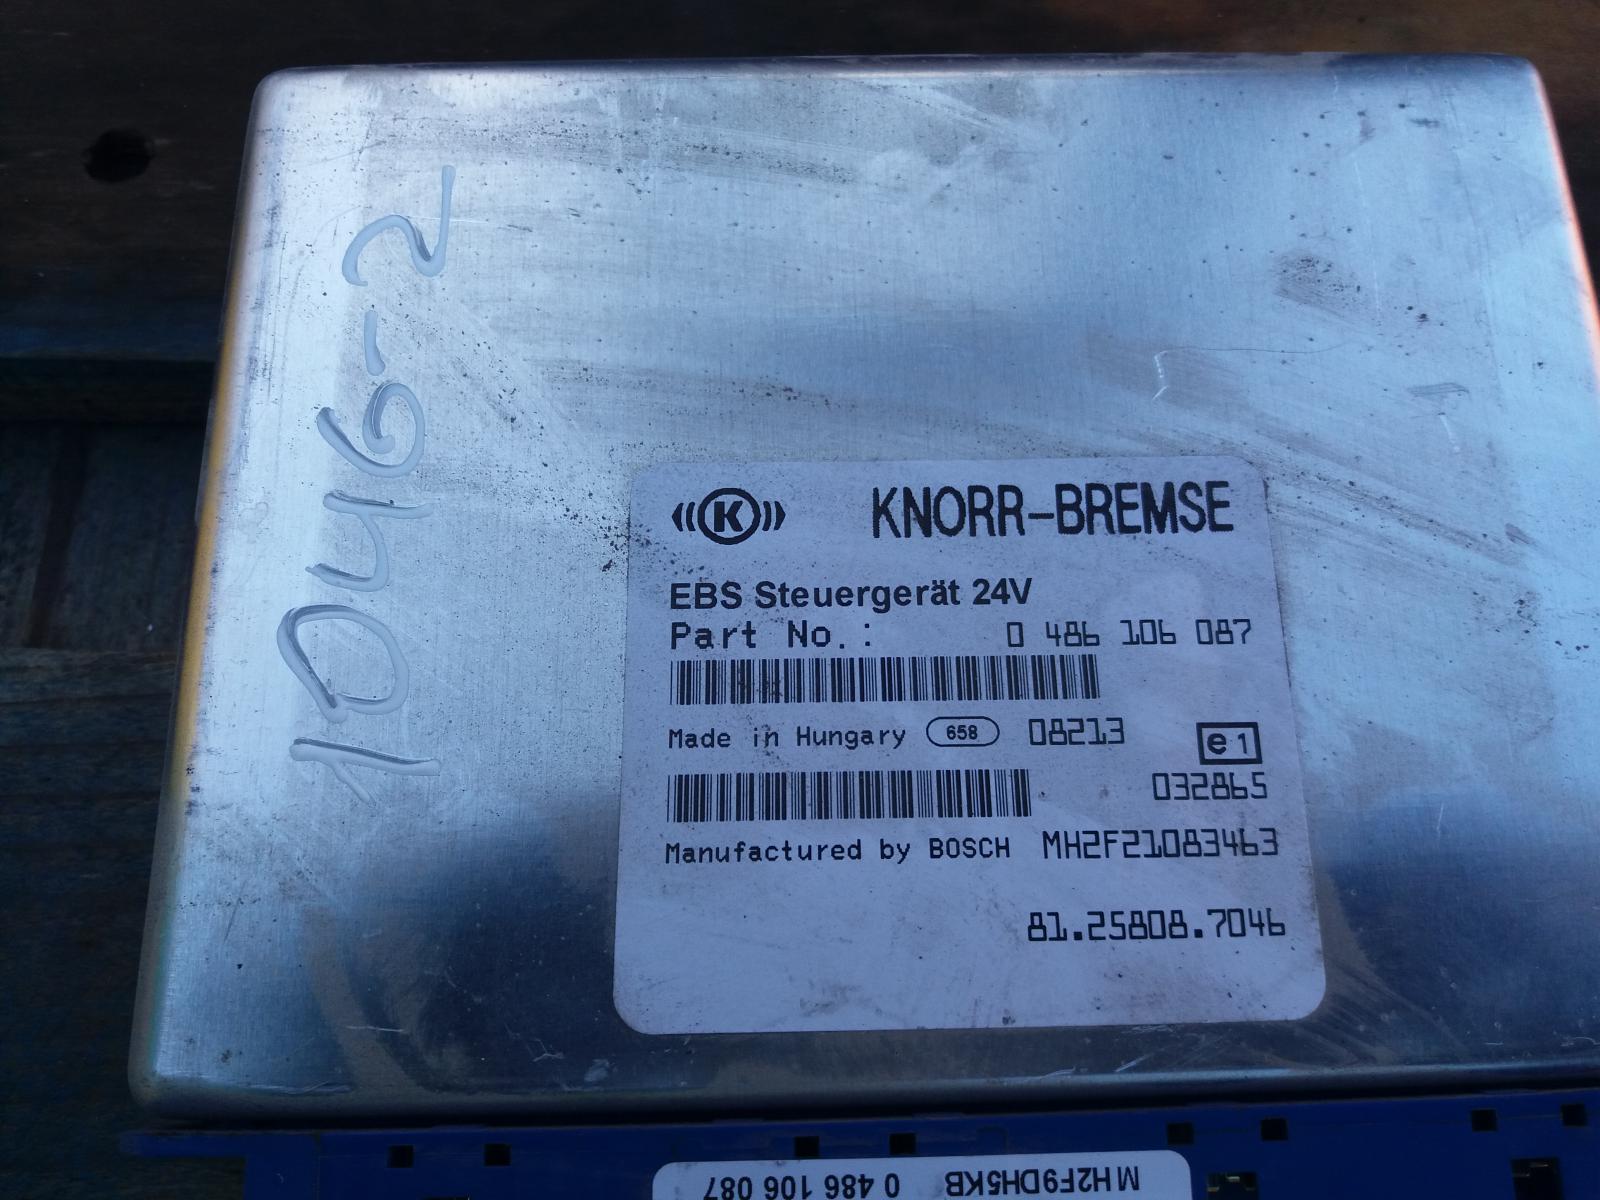 1046-2
K KNORR-BREMSE
EBS Steuergerät 24V
Part No.: 0 486 106 087
Made in Hungary 658 08213 e1
032865
Manufactured by BOSCH MH2F21083463
81.25808.7046
MH2F9DH5KB 0 486 106 087